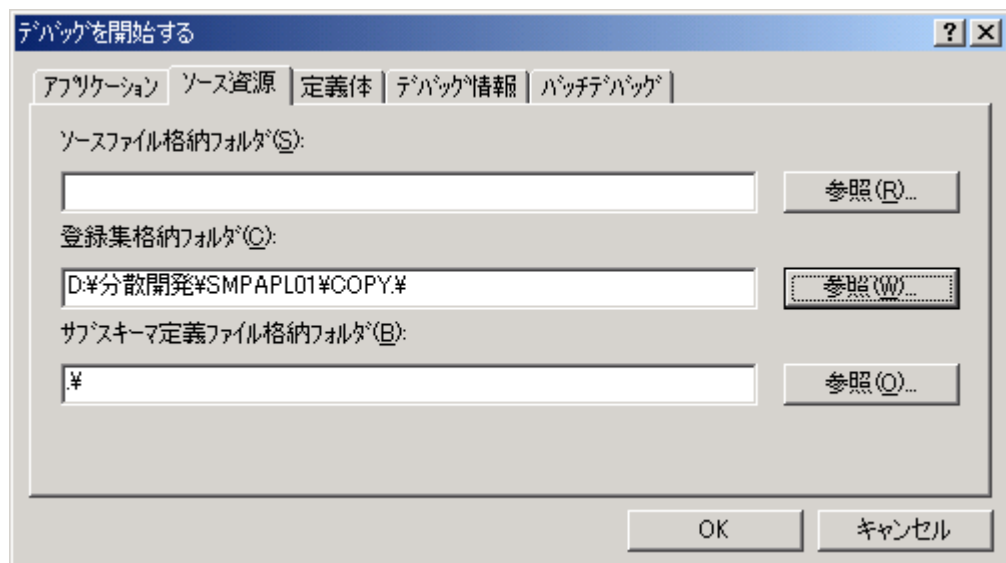 ﾃﾞﾊﾞｯｸﾞを開始する
ｱﾌﾟﾘｹｰｼｮﾝ ｿｰｽ資源 定義体 ﾃﾞﾊﾞｯｸﾞ情報 ﾊﾞｯﾁﾃﾞﾊﾞｯｸﾞ
ｿｰｽﾌｧｲﾙ格納ﾌｫﾙﾀﾞ(S):
参照(R)...
登録集格納ﾌｫﾙﾀﾞ(C):
D:¥分散開発¥SMPAPL01¥COPY.¥ 参照(W)...
ｻﾌﾞｽｷｰﾏ定義ﾌｧｲﾙ格納ﾌｫﾙﾀﾞ(B):
.¥ 参照(O)...
OK ｷｬﾝｾﾙ